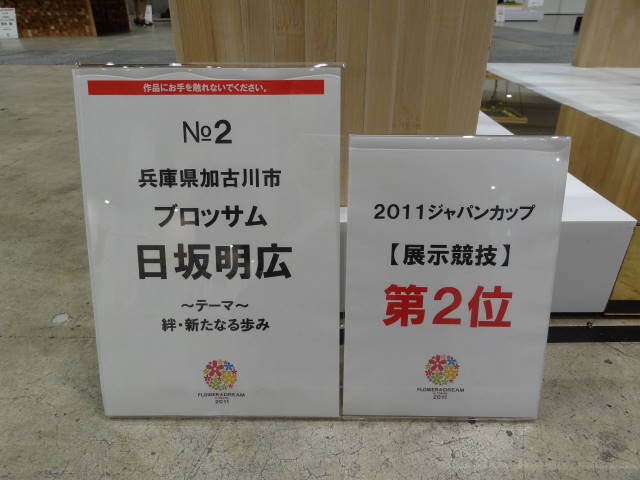 作品にお手を触れないでください。
№2
兵庫県加古川市
ブロッサム
日坂明広
～テーマ～
絆・新たなる歩み
FLOWER&DREAM
2011
2011ジャパンカップ
【展示競技】
第2位
FLOWER&DREAM
2011